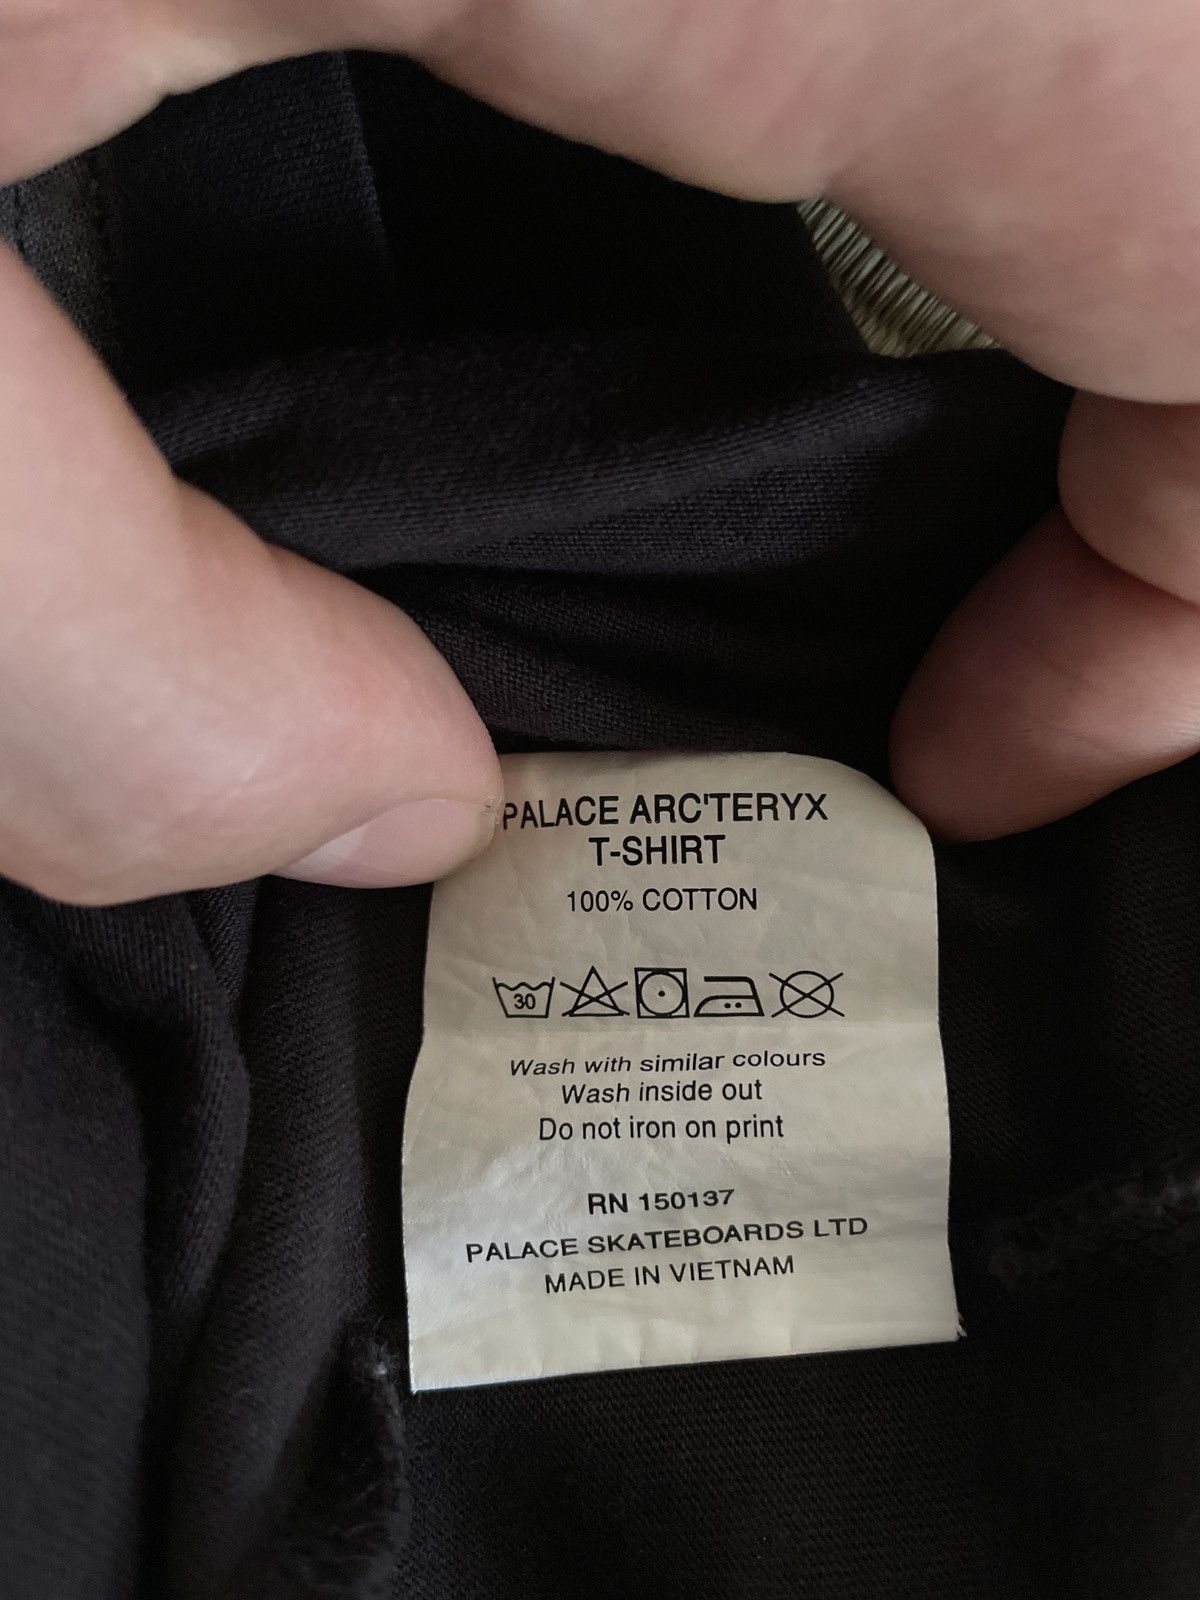 PALACE ARC'TERYX
T-SHIRT
100% COTTON
30
Wash with similar colours
Wash inside out
Do not iron on print
RN 150137
PALACE SKATEBOARDS LTD
MADE IN VIETNAM